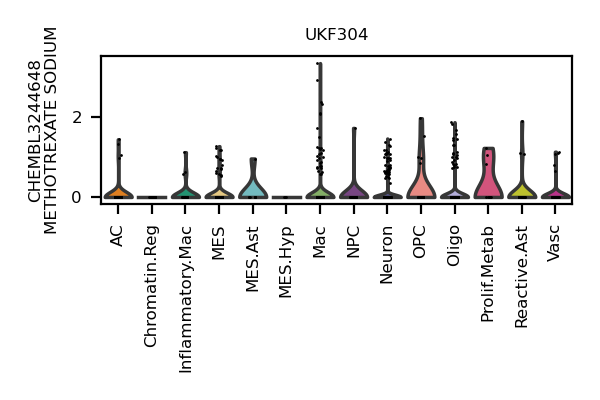 UKF304
CHEMBL3244648
METHOTREXATE SODIUM
2
0
AC
Chromatin.Reg
Inflammatory.Mac
MES
MES.Ast
MES.Hyp
Mac
NPC
Neuron
OPC
Oligo
Prolif.Metab
Reactive.Ast
Vasc